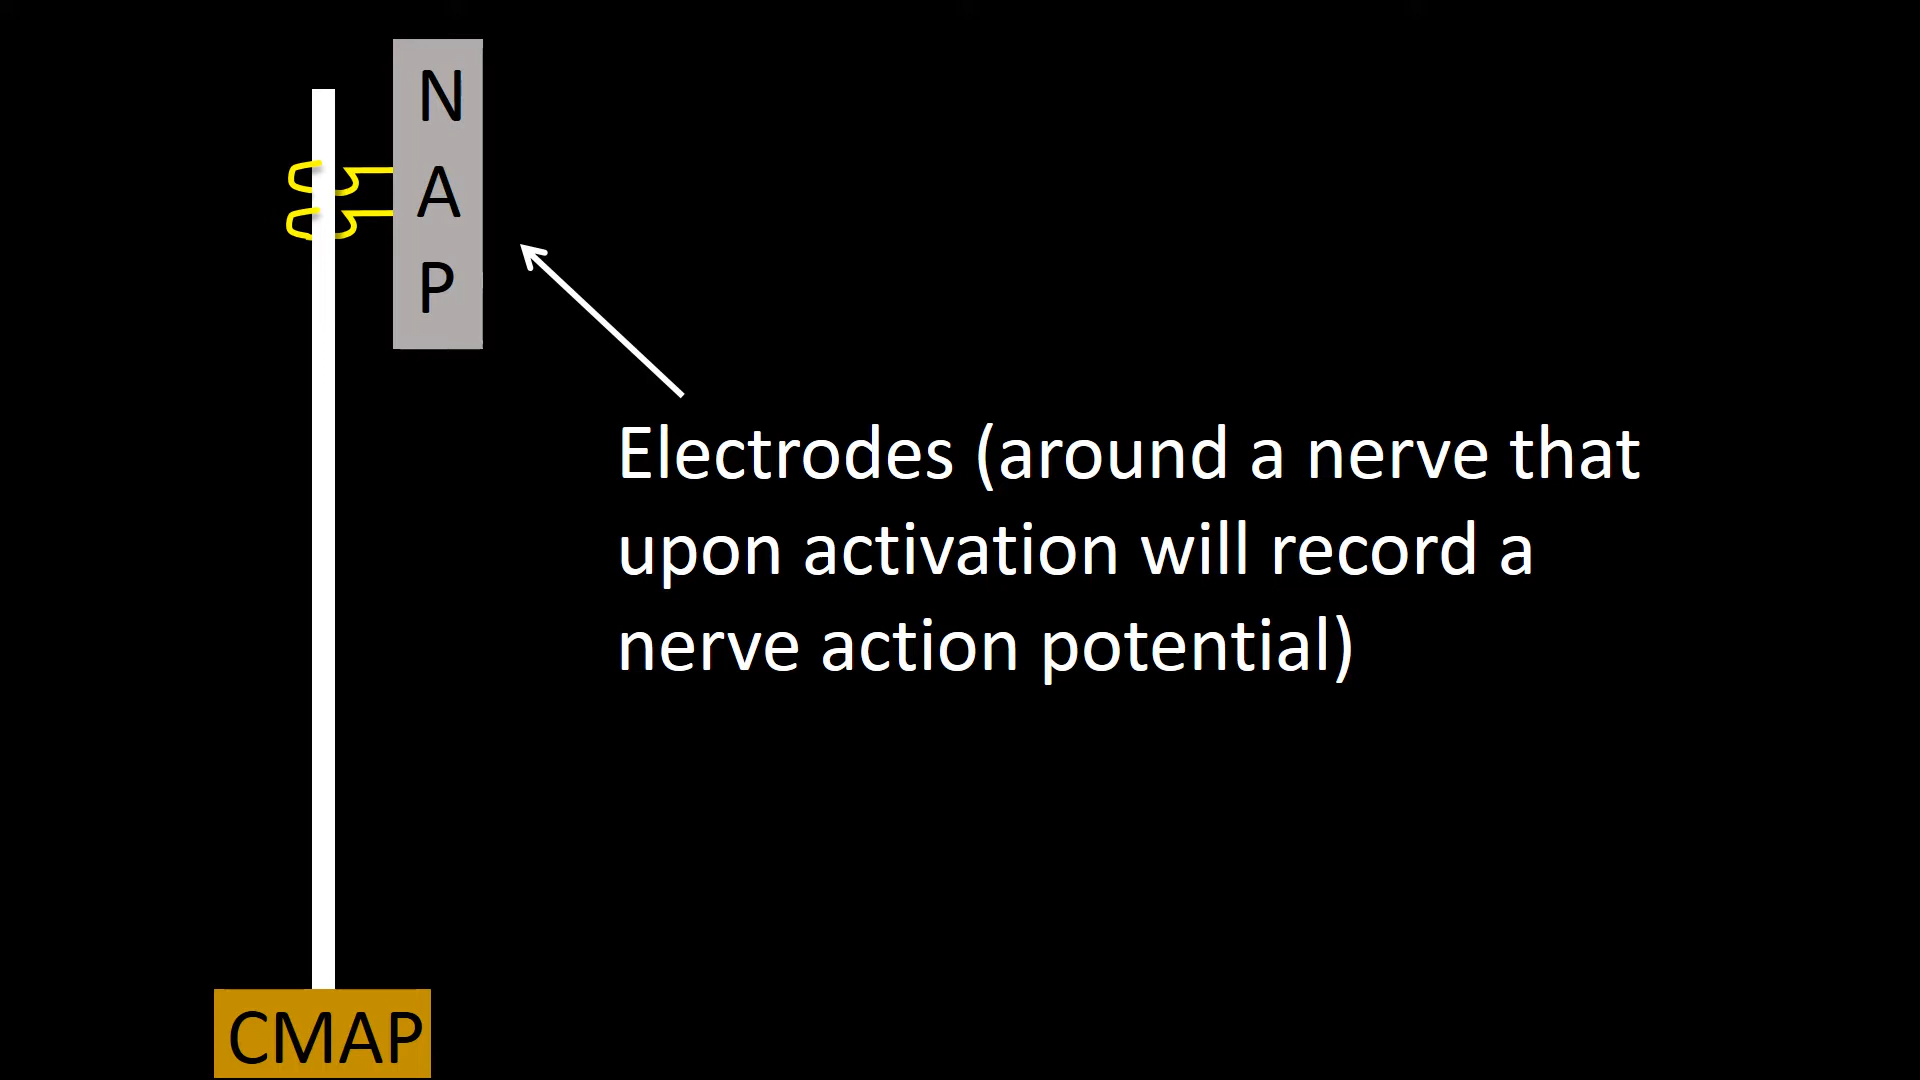 N
A
P
Electrodes (around a nerve that
upon activation will record a
nerve action potential)
CMAP